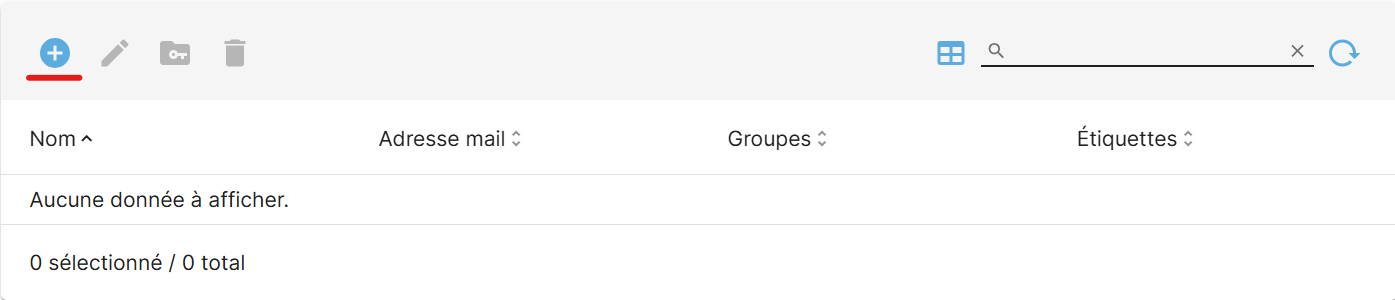 Nom Adresse mail Groupes Étiquettes
Aucune donnée à afficher.
0 sélectionné / 0 total